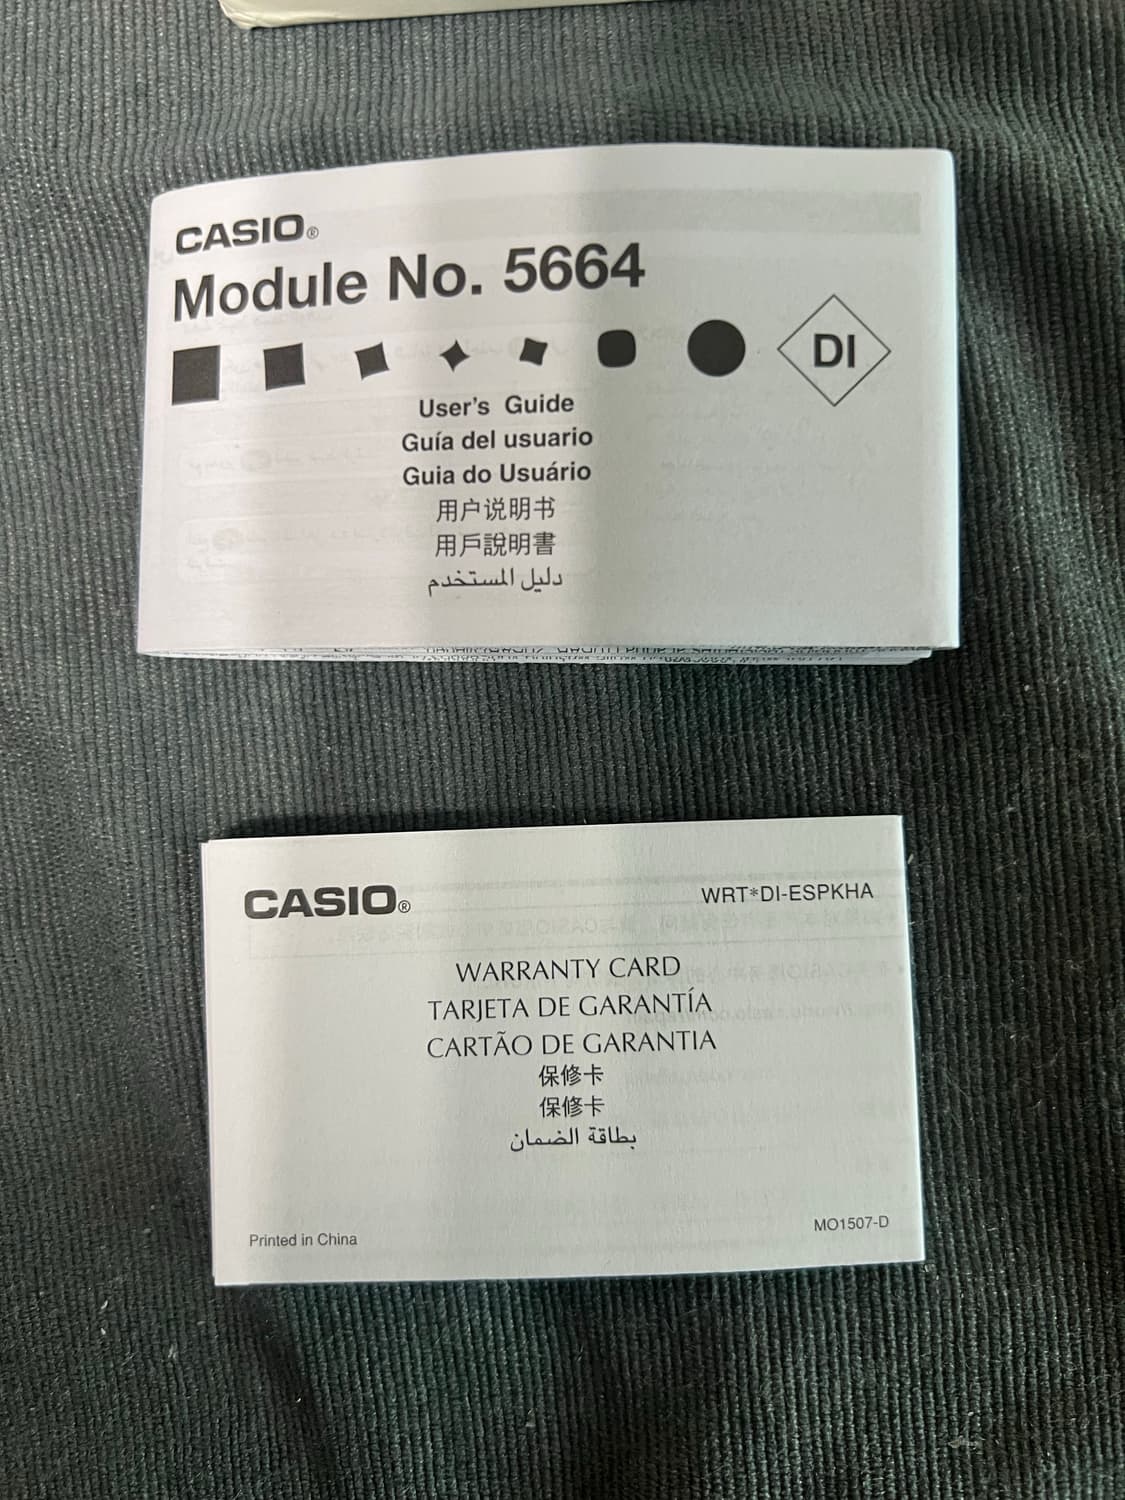 CASIO®
Module No. 5664
DI
User's Guide
Guía del usuario
Guia do Usuário
用户说明书
用戶說明書
دليل المستخدم
CASIO®
WRT*DI-ESPKHA
WARRANTY CARD
TARJETA DE GARANTÍA
CARTÃO DE GARANTIA
保修卡
保修卡
بطاقة الضمان
Printed in China
MO1507-D